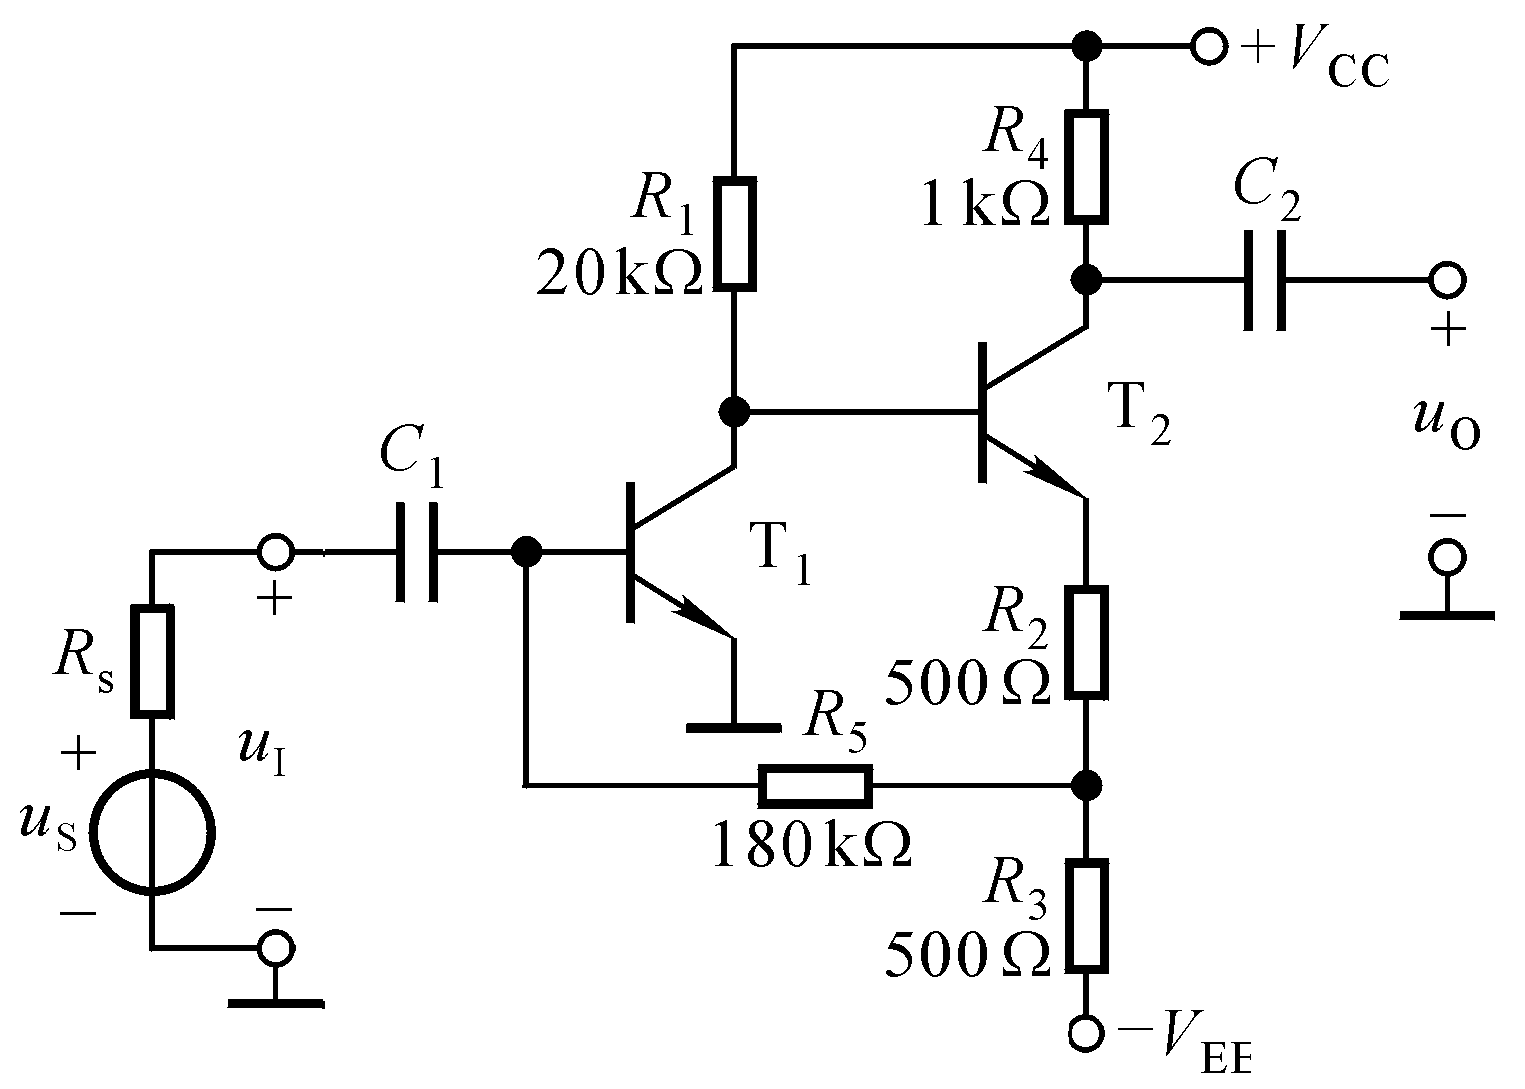 +V_CC
R_4
1 kΩ
C_2
R_1
20 kΩ
+
T_2
u_O
C_1
−
T_1
+
R_2
500 Ω
R_s
R_5
+
u_I
u_S
180 kΩ
R_3
−
−
500 Ω
−V_EE